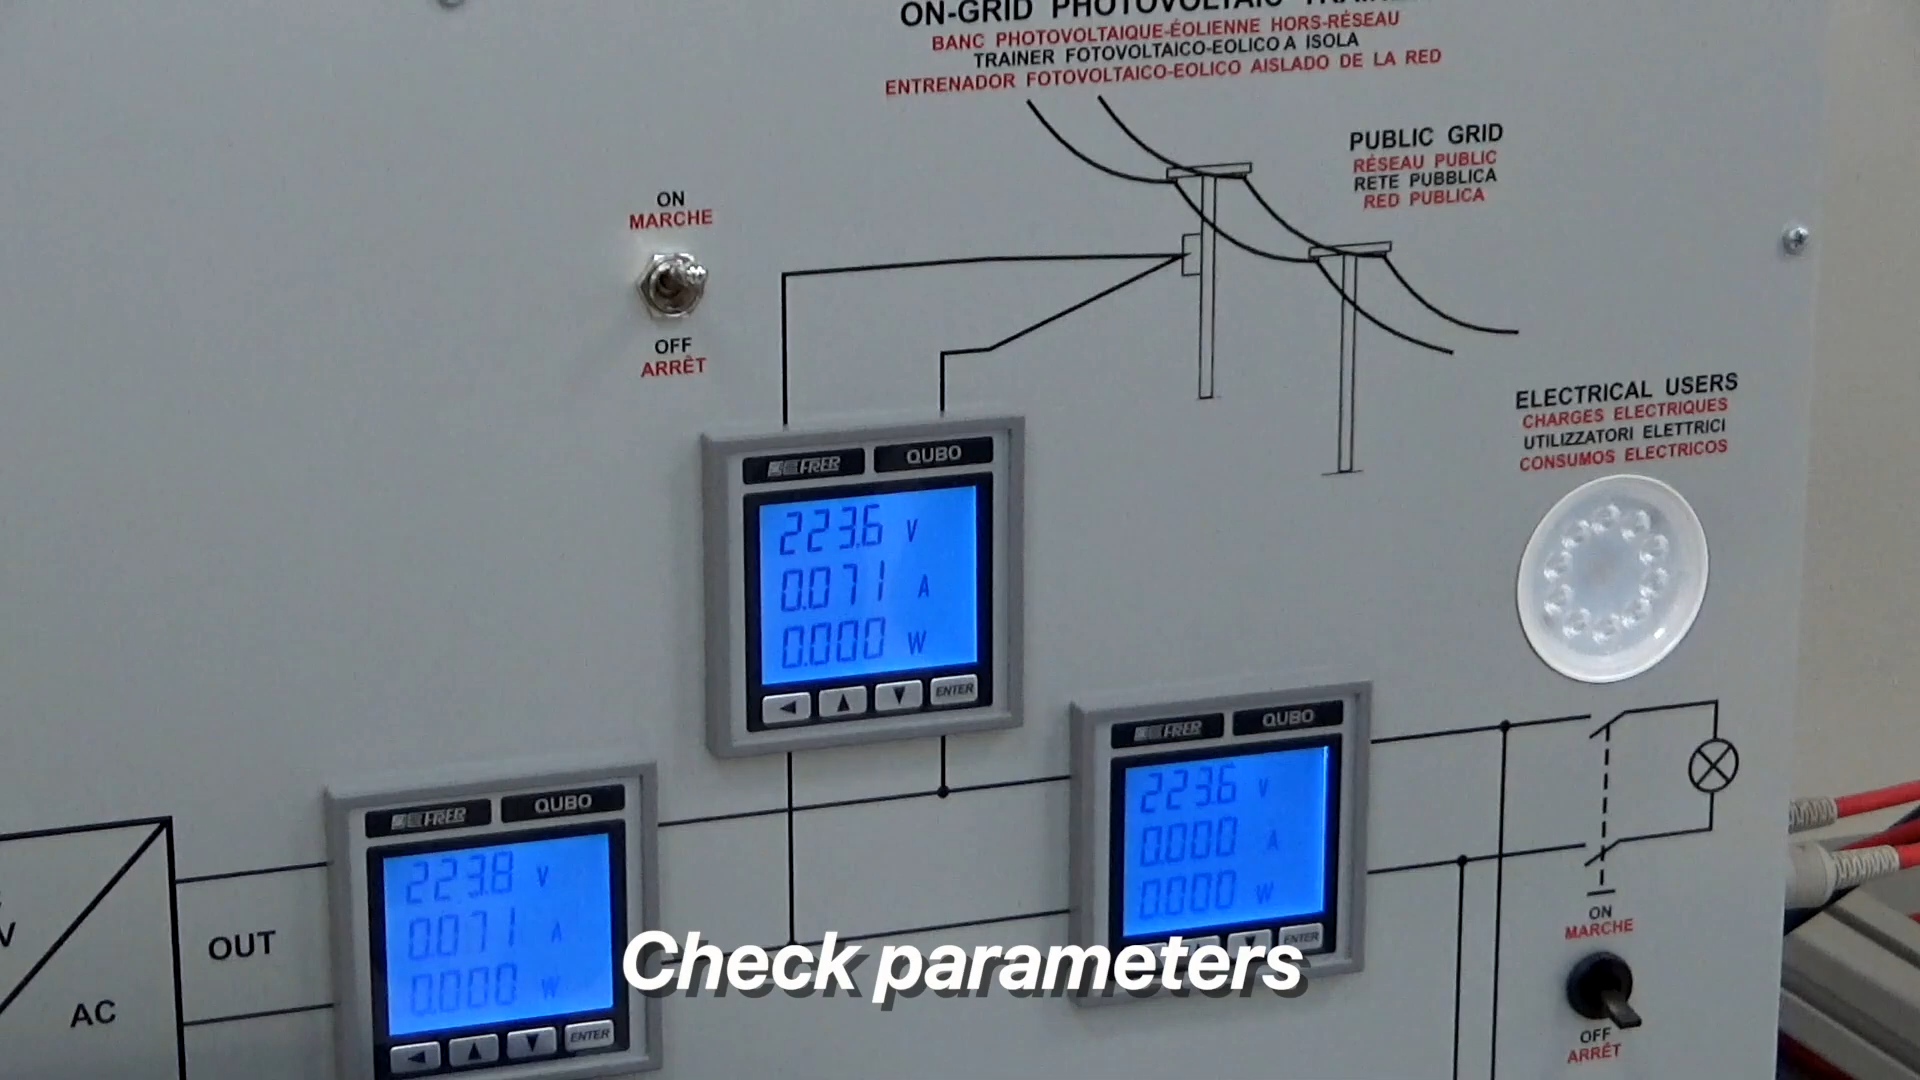 ON-GRID PHOTOVOLTAIC
BANC PHOTOVOLTAIQUE-ÉOLIENNE HORS-RÉSEAU
TRAINER FOTOVOLTAICO-EOLICO A ISOLA
ENTRENADOR FOTOVOLTAICO-EOLICO AISLADO DE LA RED
PUBLIC GRID
RÉSEAU PUBLIC
RETE PUBBLICA
RED PUBLICA
ON
MARCHE
OFF
ARRÊT
ELECTRICAL USERS
CHARGES ELECTRIQUES
UTILIZZATORI ELETTRICI
CONSUMOS ELECTRICOS
FRER QUBO
223.6 V
0.071 A
0.000 W
ENTER
FRER QUBO
223.6 V
0.000 A
0.000 W
ENTER
FRER QUBO
223.8 V
0.071 A
0.000 W
ENTER
V
OUT
AC
ON
MARCHE
OFF
ARRÊT
Check parameters